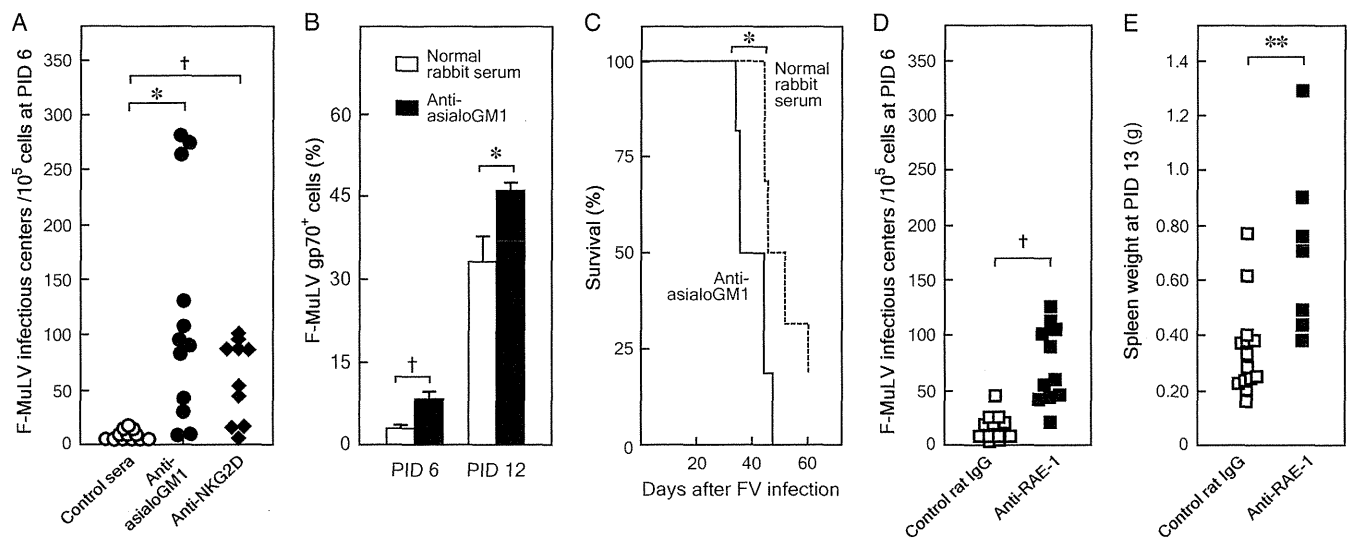 A
F-MuLV infectious centers /10⁵ cells at PID 6
350
300
250
200
150
100
50
0
†
*
Control sera
Anti-
asialoGM1
Anti-NKG2D
B
F-MuLV gp70⁺ cells (%)
60
45
30
15
0
Normal
rabbit serum
Anti-
asialoGM1
†
*
PID 6
PID 12
C
Survival (%)
100
75
50
25
0
*
Normal
rabbit
serum
Anti-
asialoGM1
20
40
60
Days after FV infection
D
F-MuLV infectious centers /10⁵ cells at PID 6
350
300
250
200
150
100
50
0
†
Control rat IgG
Anti-RAE-1
E
Spleen weight at PID 13 (g)
1.4
1.2
1.0
0.80
0.60
0.40
0.20
0
**
Control rat IgG
Anti-RAE-1